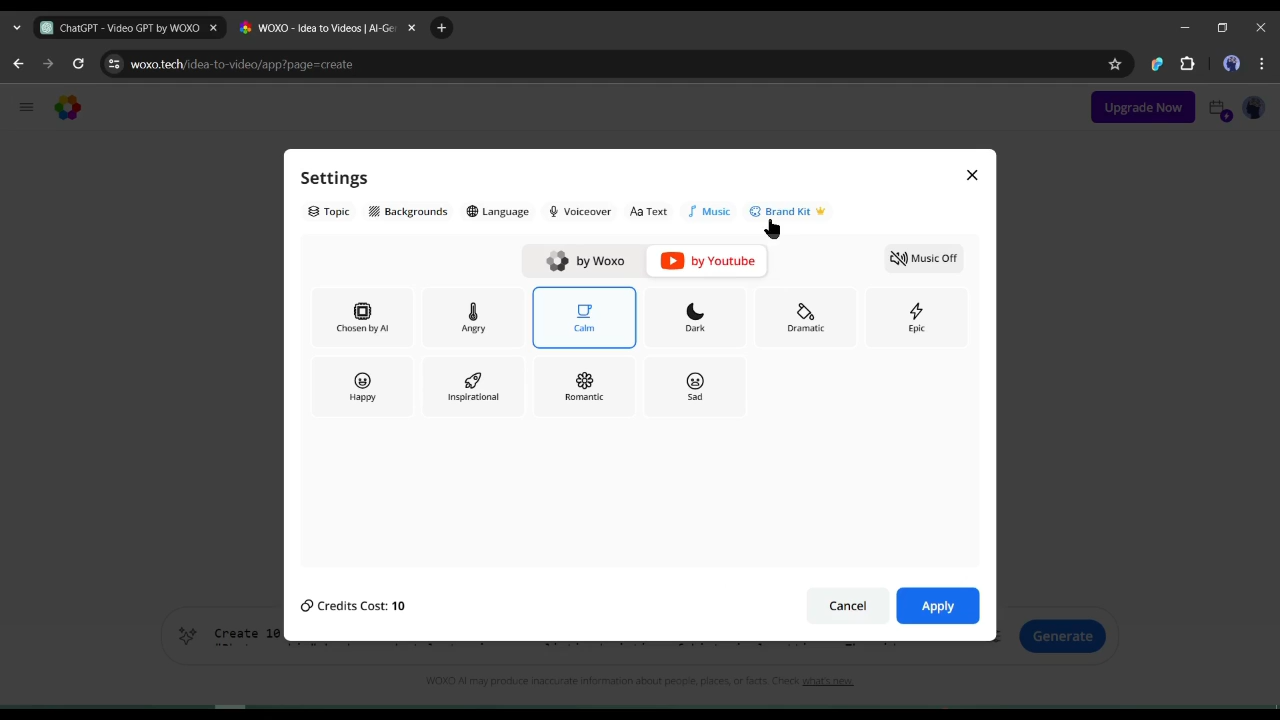 ChatGPT - Video GPT by WOXO
WOXO - Idea to Videos | AI-Ge
woxo.tech/idea-to-video/app?page=create
Upgrade Now
Settings
Topic Backgrounds Language Voiceover Aa Text Music Brand Kit
by Woxo by Youtube Music Off
Chosen by AI Angry Calm Dark Dramatic Epic
Happy Inspirational Romantic Sad
Credits Cost: 10 Cancel Apply
Create 10
Generate
WOXO AI may produce inaccurate information about people, places, or facts. Check what's new.